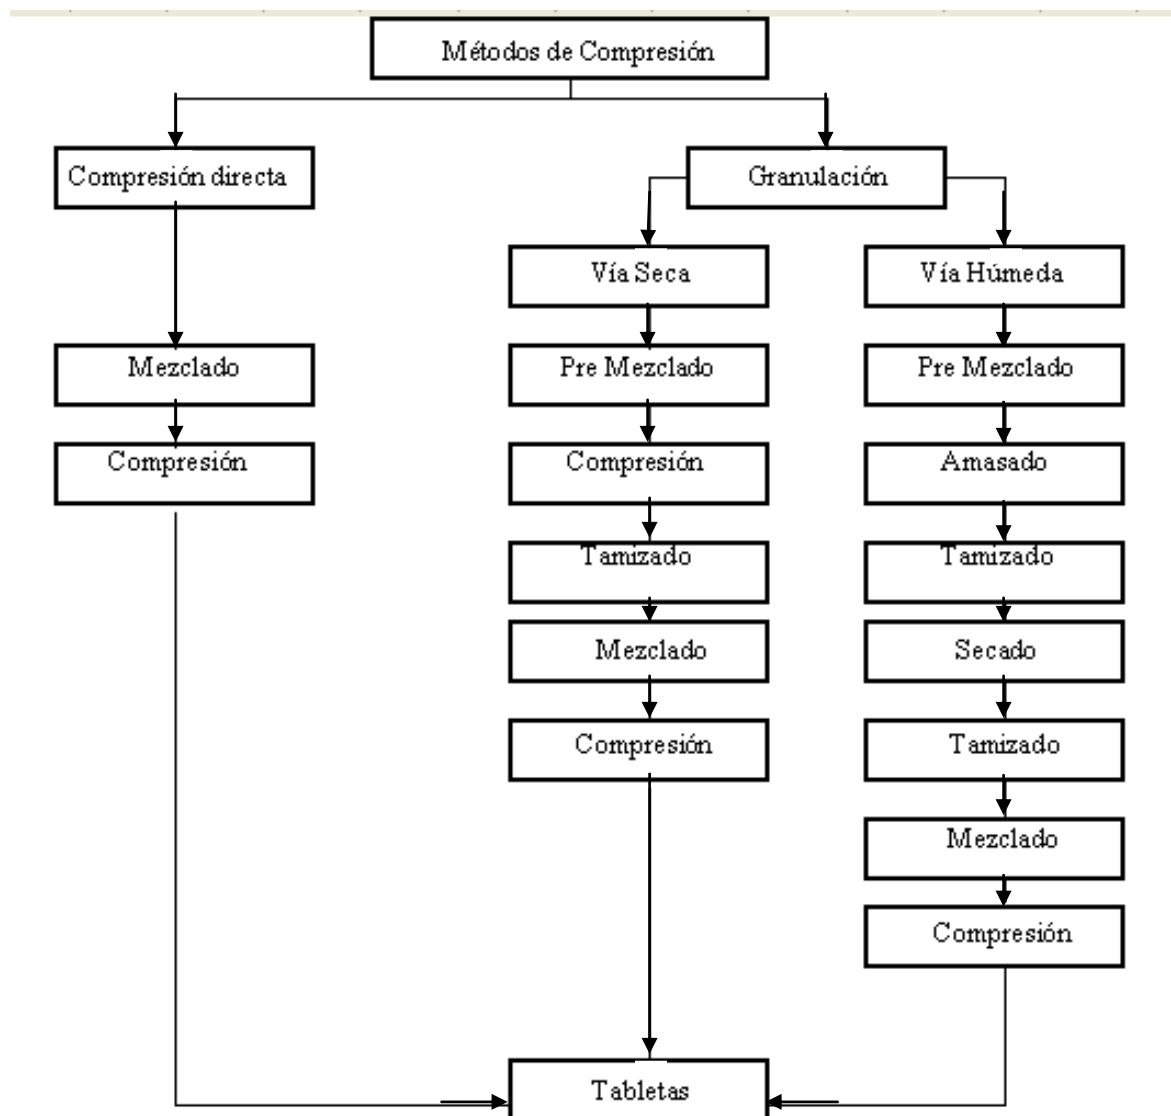 Métodos de Compresión
Compresión directa
Granulación
Vía Seca
Vía Húmeda
Mezclado
Pre Mezclado
Pre Mezclado
Compresión
Compresión
Amasado
Tamizado
Tamizado
Mezclado
Secado
Compresión
Tamizado
Mezclado
Compresión
Tabletas